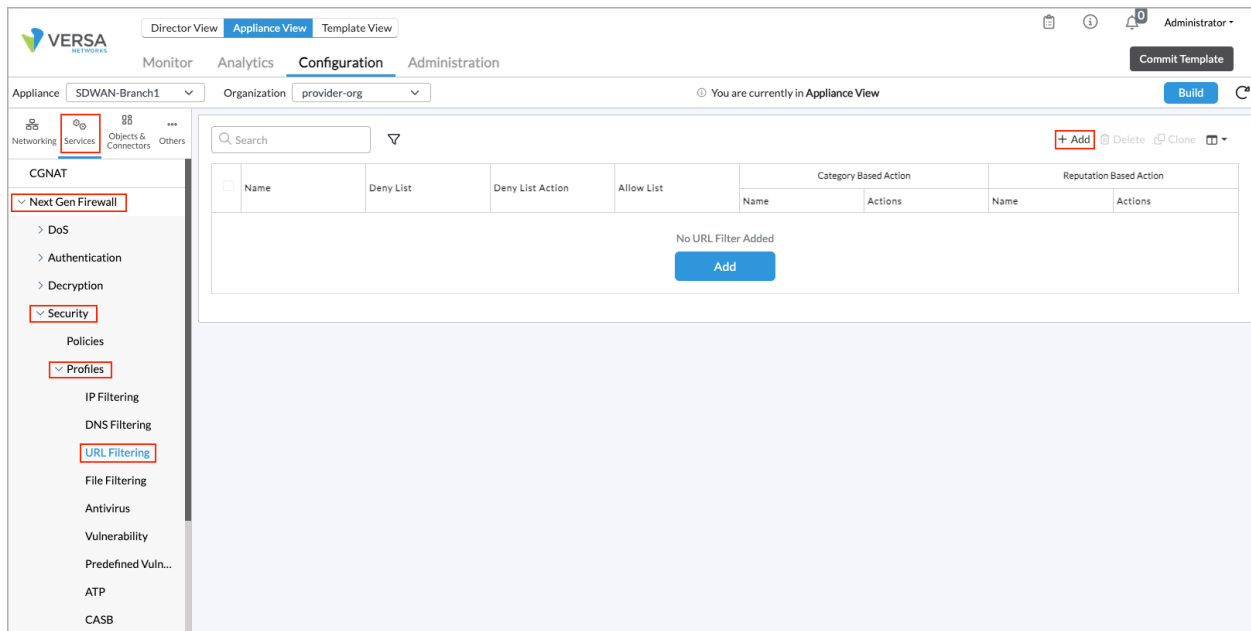 VERSA
NETWORKS
Director View Appliance View Template View
0
Administrator
Monitor Analytics Configuration Administration
Commit Template
Appliance SDWAN-Branch1 Organization provider-org You are currently in Appliance View Build
Networking Services Objects & Connectors Others
Search
+ Add Delete Clone
CGNAT
Next Gen Firewall
DoS
Authentication
Decryption
Security
Policies
Profiles
IP Filtering
DNS Filtering
URL Filtering
File Filtering
Antivirus
Vulnerability
Predefined Vuln...
ATP
CASB
Name Deny List Deny List Action Allow List Category Based Action Reputation Based Action
Name Actions Name Actions
No URL Filter Added
Add